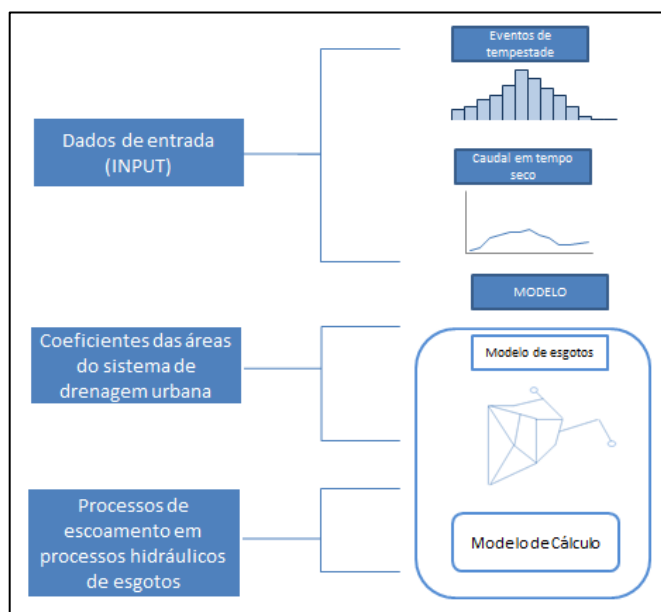 Eventos de
tempestade
Dados de entrada
(INPUT)
Caudal em tempo
seco
MODELO
Coeficientes das áreas
do sistema de
drenagem urbana
Modelo de esgotos
Processos de
escoamento em
processos hidráulicos
de esgotos
Modelo de Cálculo